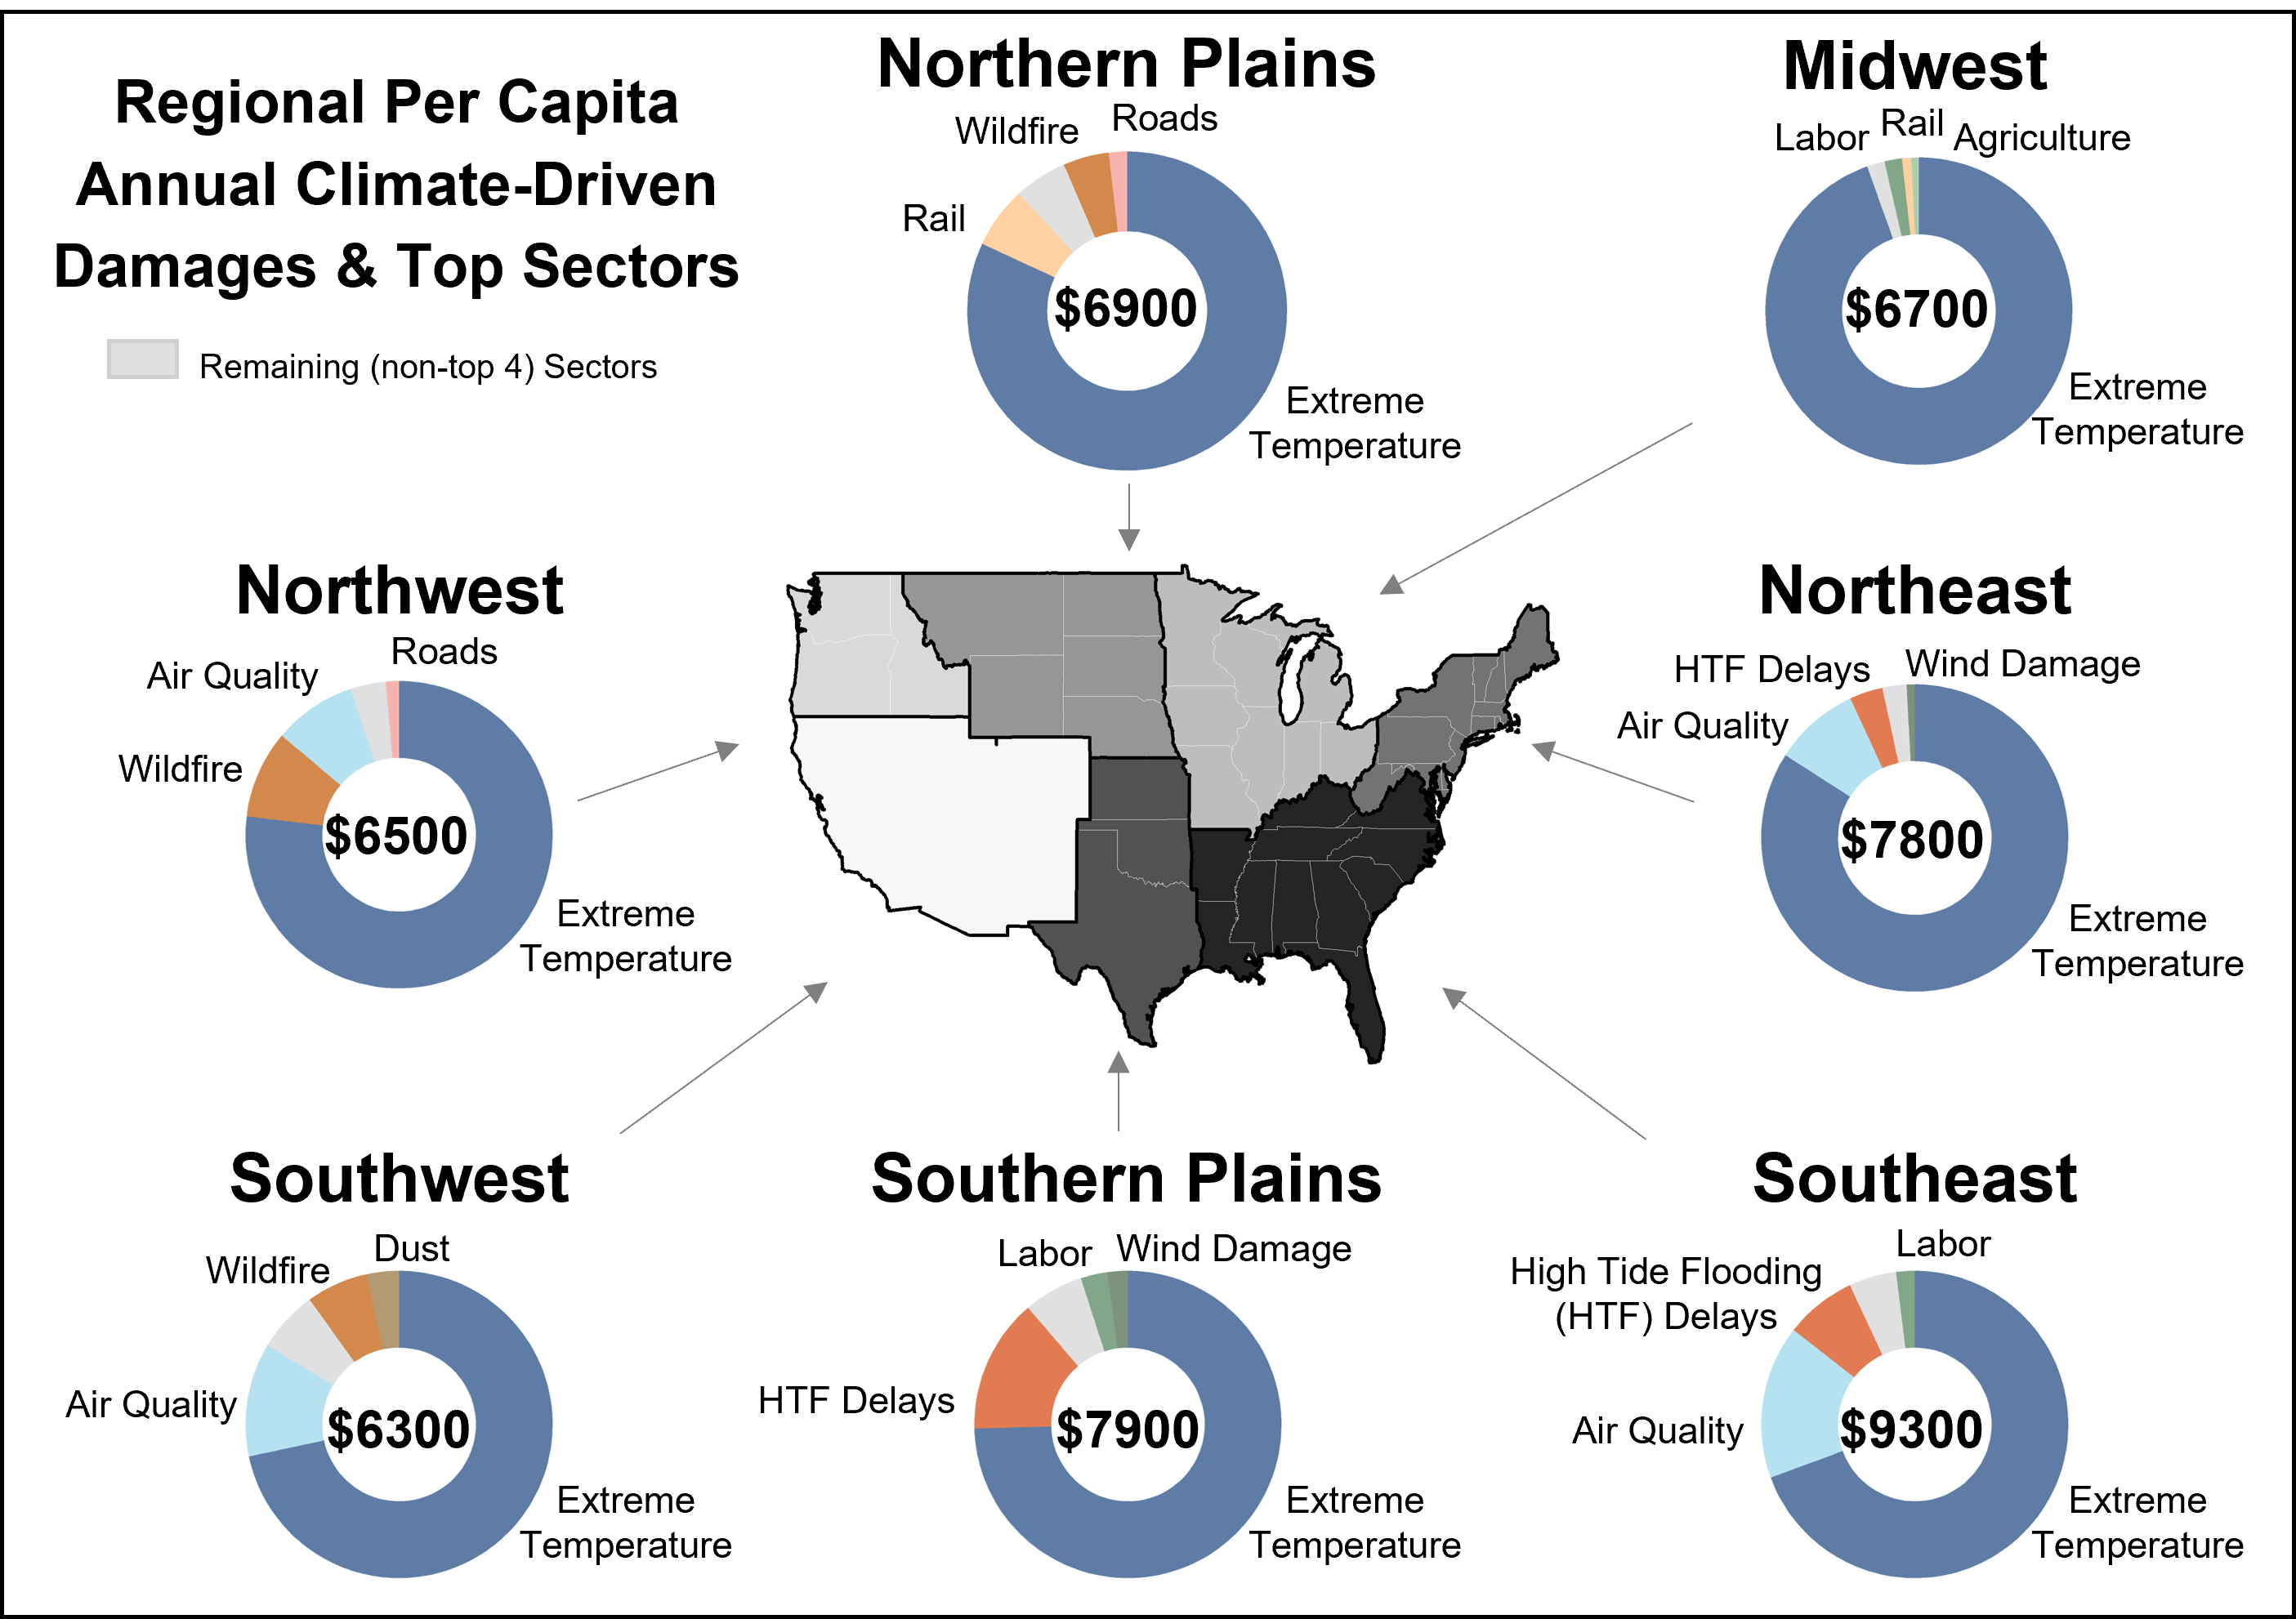 Regional Per Capita
Annual Climate-Driven
Damages & Top Sectors
Remaining (non-top 4) Sectors
Northern Plains
Roads
Wildfire
Rail
$6900
Extreme
Temperature
Midwest
Labor
Rail
Agriculture
$6700
Extreme
Temperature
Northwest
Roads
Air Quality
Wildfire
$6500
Extreme
Temperature
Northeast
Wind Damage
HTF Delays
Air Quality
$7800
Extreme
Temperature
Southwest
Dust
Wildfire
Air Quality
$6300
Extreme
Temperature
Southern Plains
Labor
Wind Damage
HTF Delays
$7900
Extreme
Temperature
Southeast
Labor
High Tide Flooding
(HTF) Delays
Air Quality
$9300
Extreme
Temperature